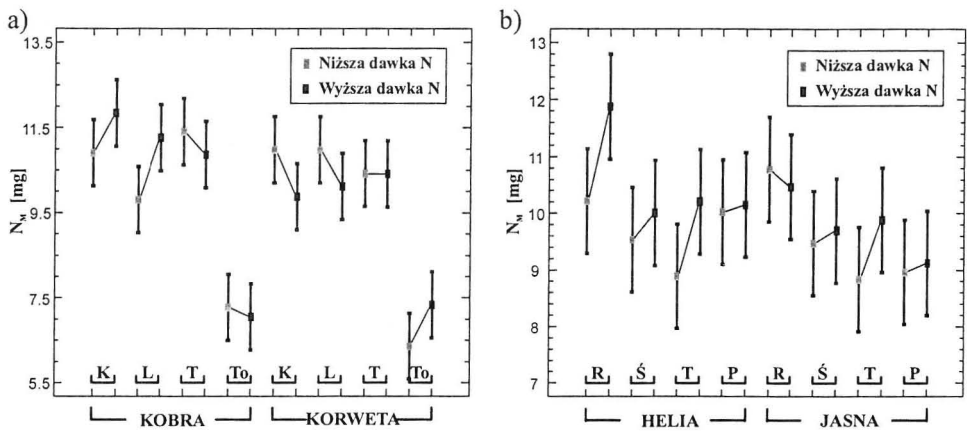 a)
13.5
11.5
9.5
7.5
5.5
N_M [mg]
Niższa dawka N
Wyższa dawka N
K L T To K L T To
KOBRA KORWETA
b)
13
12
11
10
9
8
7
N_M [mg]
Niższa dawka N
Wyższa dawka N
R Ś T P R Ś T P
HELIA JASNA